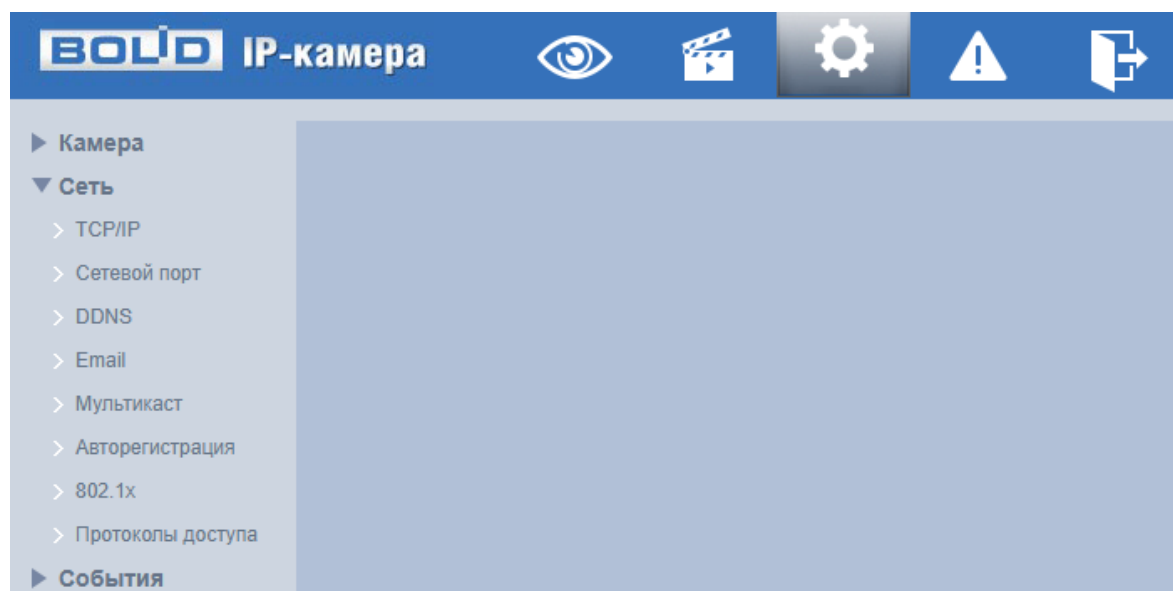 BOLID IP-камера
Камера
Сеть
TCP/IP
Сетевой порт
DDNS
Email
Мультикаст
Авторегистрация
802.1x
Протоколы доступа
События